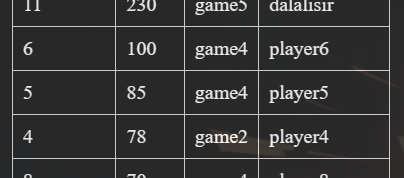 11 230 game5 dalalisir
6 100 game4 player6
5 85 game4 player5
4 78 game2 player4